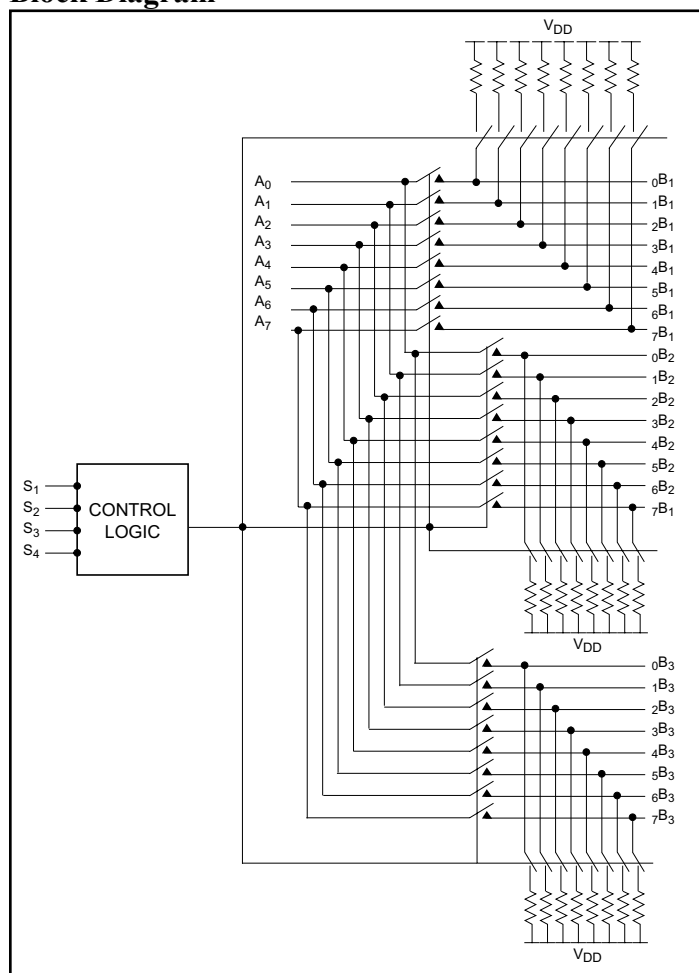 Block Diagram
VDD
A0
A1
A2
A3
A4
A5
A6
A7
0B1
1B1
2B1
3B1
4B1
5B1
6B1
7B1
0B2
1B2
2B2
3B2
4B2
5B2
6B2
7B1
S1
S2
S3
S4
CONTROL
LOGIC
VDD
0B3
1B3
2B3
3B3
4B3
5B3
6B3
7B3
VDD